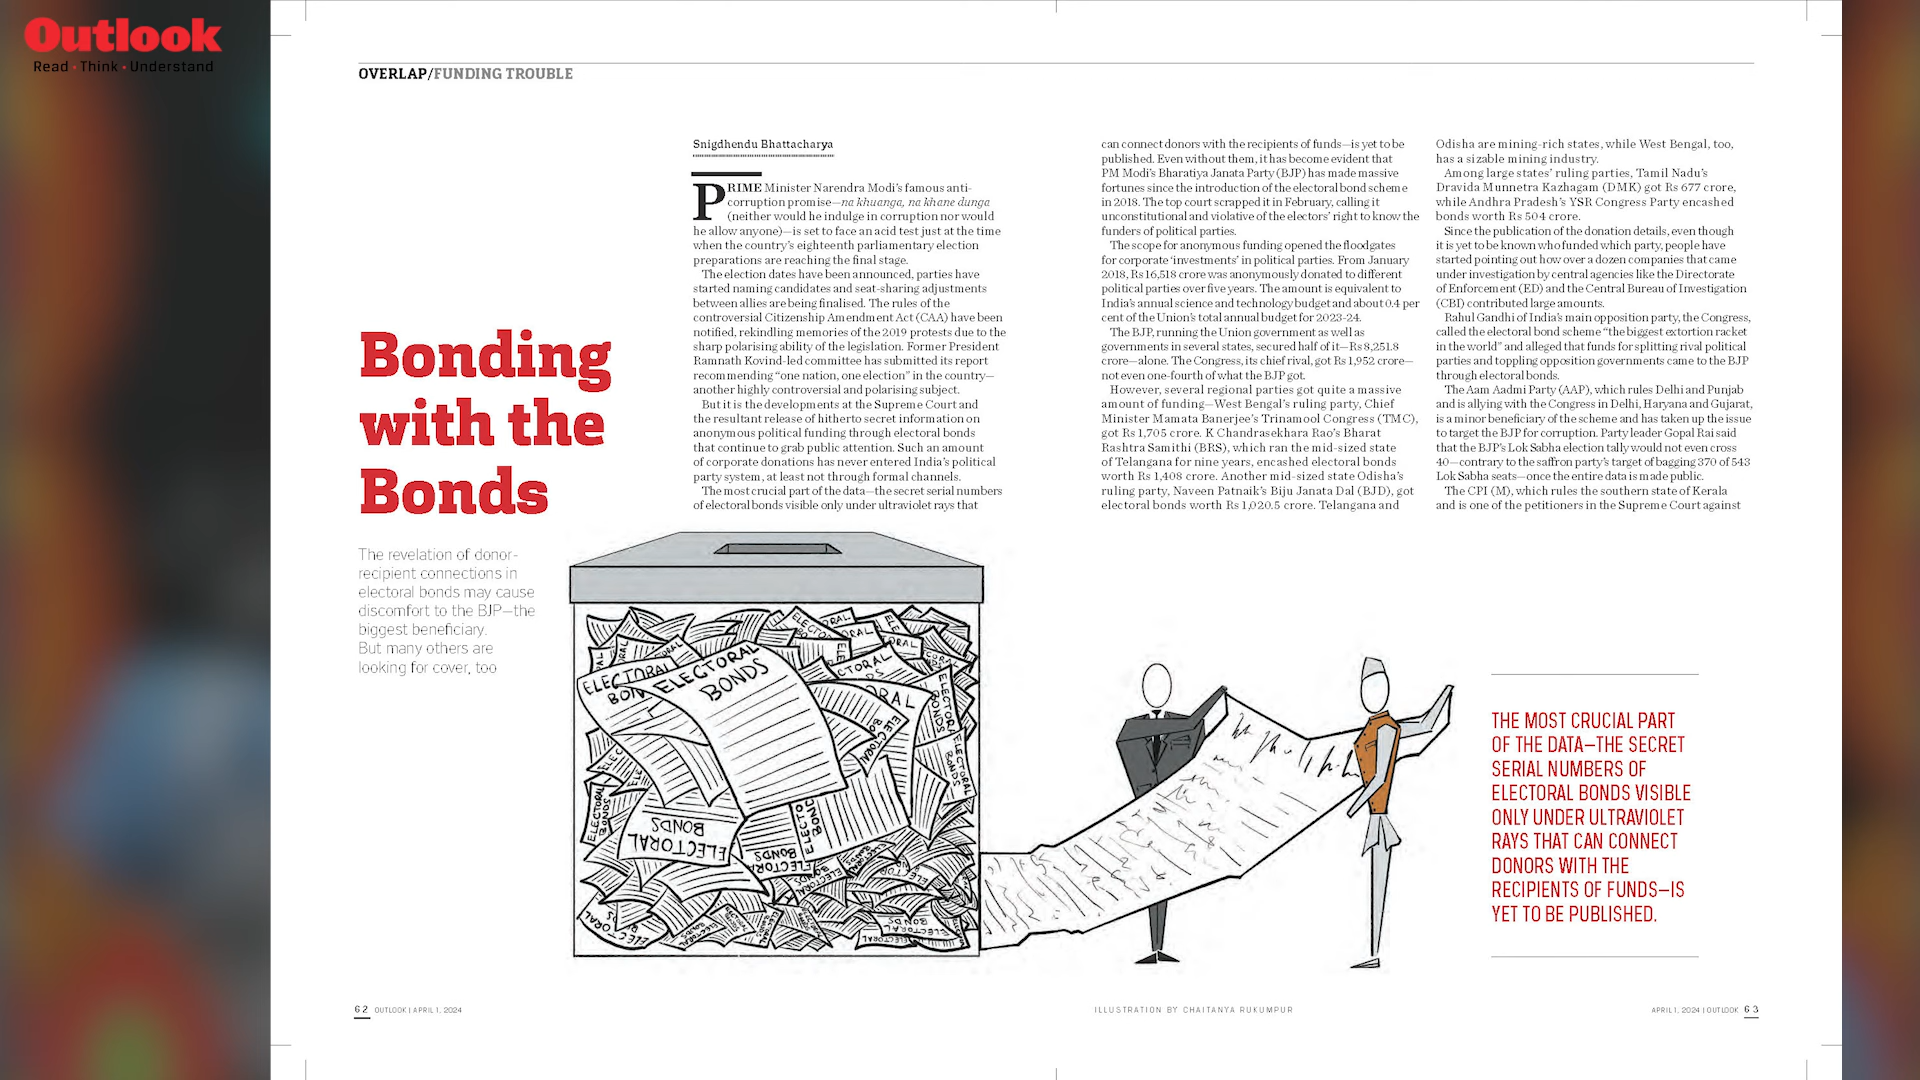 Outlook
Read • Think • Understand
OVERLAP/FUNDING TROUBLE
Bonding
with the
Bonds
The revelation of donor-
recipient connections in
electoral bonds may cause
discomfort to the BJP—the
biggest beneficiary.
But many others are
looking for cover, too
Snigdhendu Bhattacharya
PRIME Minister Narendra Modi's famous anti-
corruption promise—na khuanga, na khane dunga
(neither would he indulge in corruption nor would
he allow anyone)—is set to face an acid test just at the time
when the country's eighteenth parliamentary election
preparations are reaching the final stage.
The election dates have been announced, parties have
started naming candidates and seat-sharing adjustments
between allies are being finalised. The rules of the
controversial Citizenship Amendment Act (CAA) have been
notified, rekindling memories of the 2019 protests due to the
sharp polarising ability of the legislation. Former President
Ramnath Kovind-led committee has submitted its report
recommending "one nation, one election" in the country—
another highly controversial and polarising subject.
But it is the developments at the Supreme Court and
the resultant release of hitherto secret information on
anonymous political funding through electoral bonds
that continue to grab public attention. Such an amount
of corporate donations has never entered India's political
party system, at least not through formal channels.
The most crucial part of the data—the secret serial numbers
of electoral bonds visible only under ultraviolet rays that
can connect donors with the recipients of funds—is yet to be
published. Even without them, it has become evident that
PM Modi's Bharatiya Janata Party (BJP) has made massive
fortunes since the introduction of the electoral bond scheme
in 2018. The top court scrapped it in February, calling it
unconstitutional and violative of the electors' right to know the
funders of political parties.
The scope for anonymous funding opened the floodgates
for corporate 'investments' in political parties. From January
2018, Rs 16,518 crore was anonymously donated to different
political parties over five years. The amount is equivalent to
India's annual science and technology budget and about 0.4 per
cent of the Union's total annual budget for 2023-24.
The BJP, running the Union government as well as
governments in several states, secured half of it—Rs 8,251.8
crore—alone. The Congress, its chief rival, got Rs 1,952 crore—
not even one-fourth of what the BJP got.
However, several regional parties got quite a massive
amount of funding—West Bengal's ruling party, Chief
Minister Mamata Banerjee's Trinamool Congress (TMC),
got Rs 1,705 crore. K Chandrasekhara Rao's Bharat
Rashtra Samithi (BRS), which ran the mid-sized state
of Telangana for nine years, encashed electoral bonds
worth Rs 1,408 crore. Another mid-sized state Odisha's
ruling party, Naveen Patnaik's Biju Janata Dal (BJD), got
electoral bonds worth Rs 1,020.5 crore. Telangana and
Odisha are mining-rich states, while West Bengal, too,
has a sizable mining industry.
Among large states' ruling parties, Tamil Nadu's
Dravida Munnetra Kazhagam (DMK) got Rs 677 crore,
while Andhra Pradesh's YSR Congress Party encashed
bonds worth Rs 504 crore.
Since the publication of the donation details, even though
it is yet to be known who funded which party, people have
started pointing out how over a dozen companies that came
under investigation by central agencies like the Directorate
of Enforcement (ED) and the Central Bureau of Investigation
(CBI) contributed large amounts.
Rahul Gandhi of India's main opposition party, the Congress,
called the electoral bond scheme "the biggest extortion racket
in the world" and alleged that funds for splitting rival political
parties and toppling opposition governments came to the BJP
through electoral bonds.
The Aam Aadmi Party (AAP), which rules Delhi and Punjab
and is allying with the Congress in Delhi, Haryana and Gujarat,
is a minor beneficiary of the scheme and has taken up the issue
to target the BJP for corruption. Party leader Gopal Rai said
that the BJP's Lok Sabha election tally would not even cross
40—contrary to the saffron party's target of bagging 370 of 543
Lok Sabha seats—once the entire data is made public.
The CPI (M), which rules the southern state of Kerala
and is one of the petitioners in the Supreme Court against
ELECTORAL
BONDS
ELECTORAL
BONDS
ELECTORAL
BONDS
THE MOST CRUCIAL PART
OF THE DATA—THE SECRET
SERIAL NUMBERS OF
ELECTORAL BONDS VISIBLE
ONLY UNDER ULTRAVIOLET
RAYS THAT CAN CONNECT
DONORS WITH THE
RECIPIENTS OF FUNDS—IS
YET TO BE PUBLISHED.
62 OUTLOOK | APRIL 1, 2024
ILLUSTRATION BY CHAITANYA RUKUMPUR
APRIL 1, 2024 | OUTLOOK 63